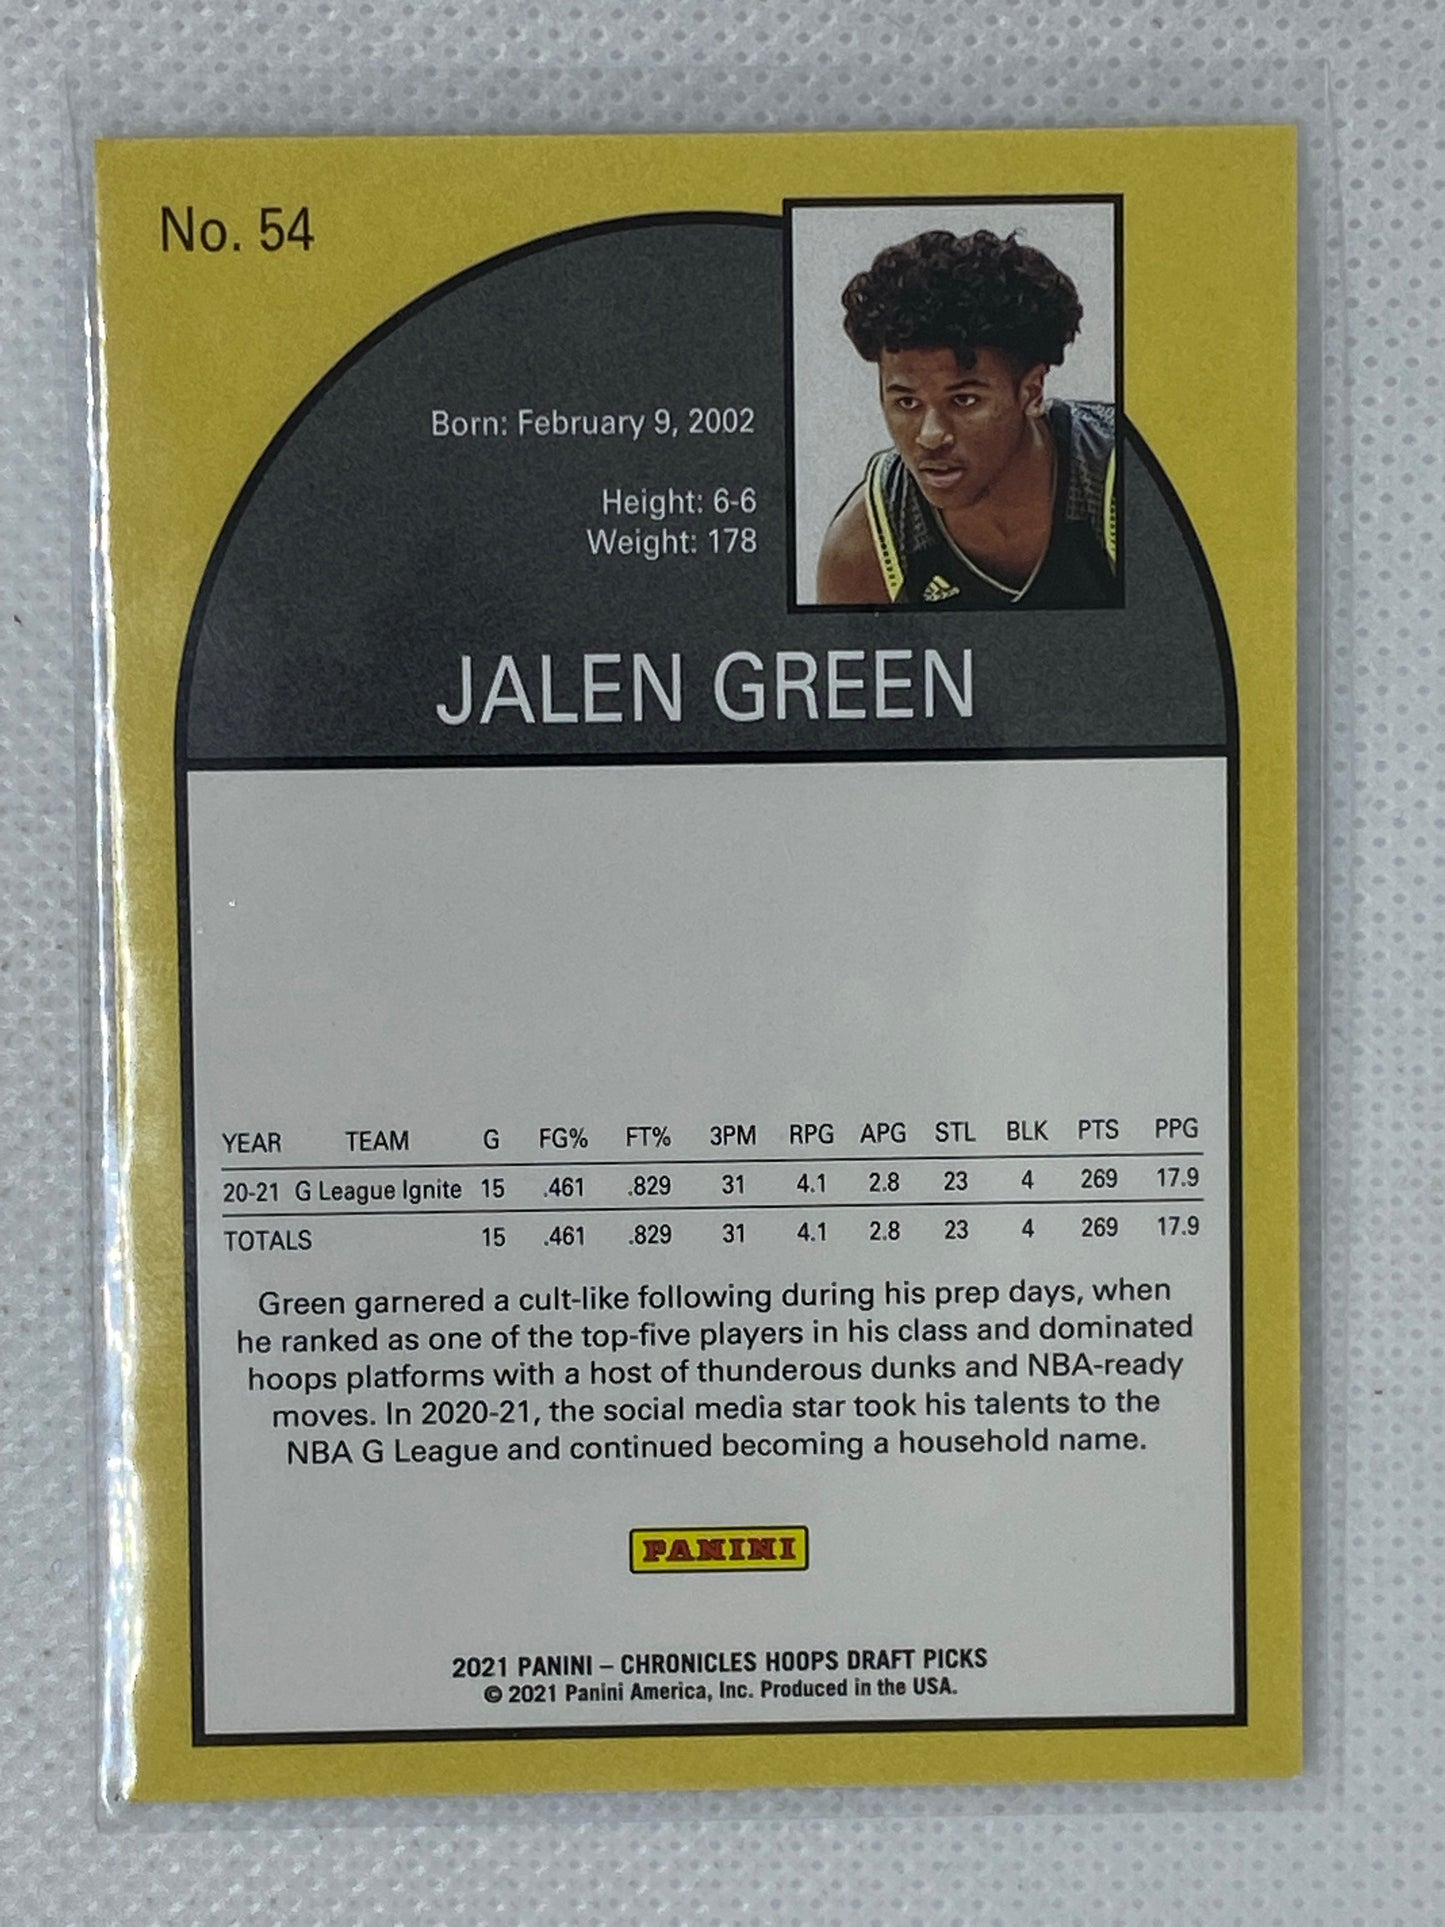 No. 54
Born: February 9, 2002
Height: 6-6
Weight: 178
JALEN GREEN
YEAR TEAM G FG% FT% 3PM RPG APG STL BLK PTS PPG
20-21 G League Ignite 15 .461 .829 31 4.1 2.8 23 4 269 17.9
TOTALS 15 .461 .829 31 4.1 2.8 23 4 269 17.9
Green garnered a cult-like following during his prep days, when
he ranked as one of the top-five players in his class and dominated
hoops platforms with a host of thunderous dunks and NBA-ready
moves. In 2020-21, the social media star took his talents to the
NBA G League and continued becoming a household name.
PANINI
2021 PANINI – CHRONICLES HOOPS DRAFT PICKS
© 2021 Panini America, Inc. Produced in the USA.